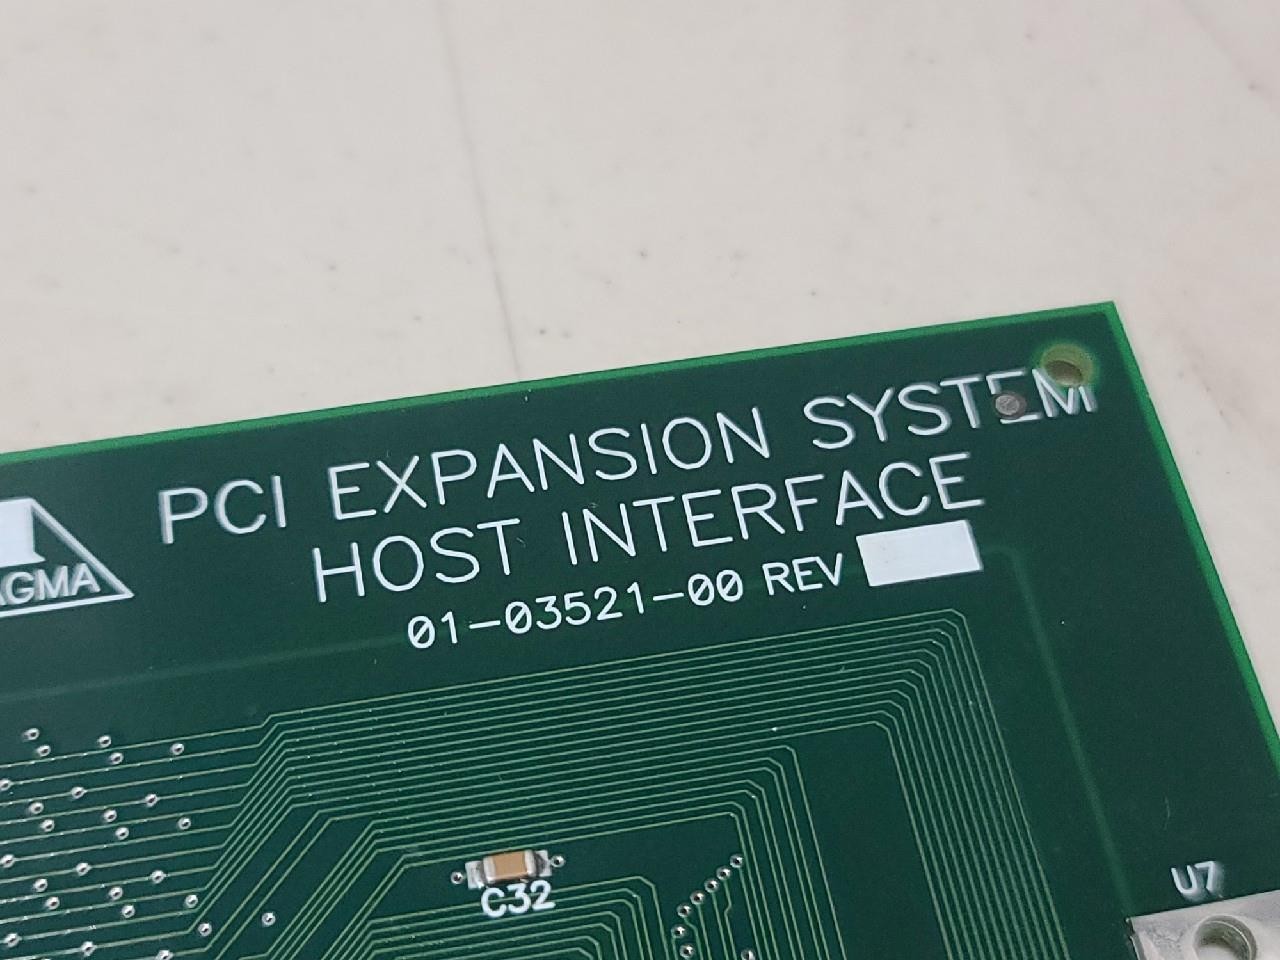 PCI EXPANSION SYSTEM
HOST INTERFACE
01-03521-00 REV
AGMA
C32
U7